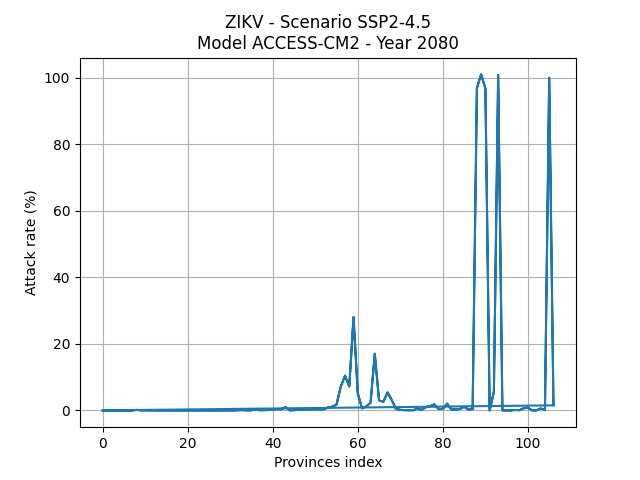 ZIKV - Scenario SSP2-4.5
Model ACCESS-CM2 - Year 2080
100
80
60
40
20
0
Attack rate (%)
0 20 40 60 80 100
Provinces index